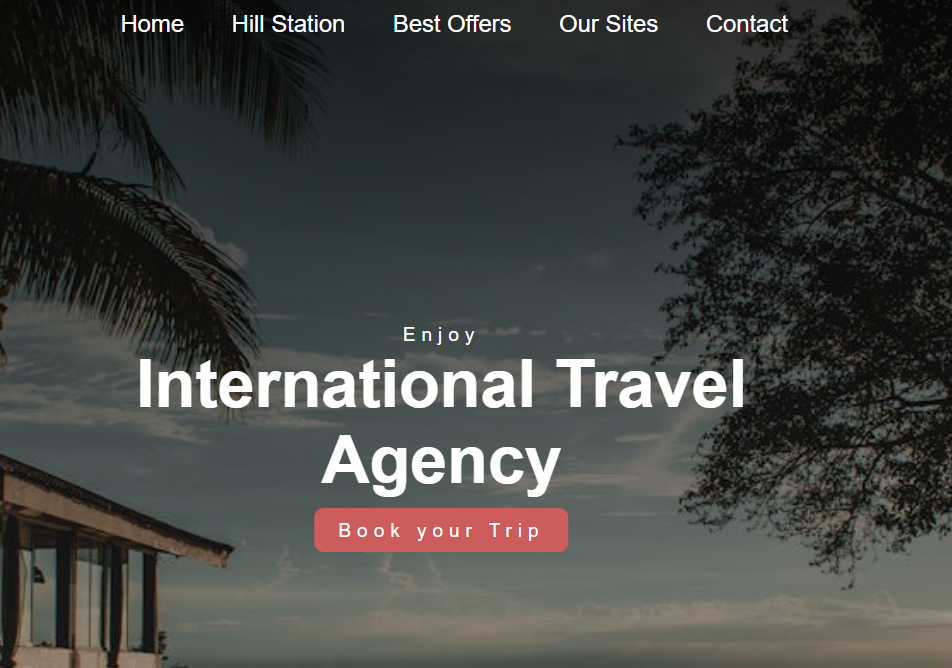 Home Hill Station Best Offers Our Sites Contact
Enjoy
International Travel
Agency
Book your Trip